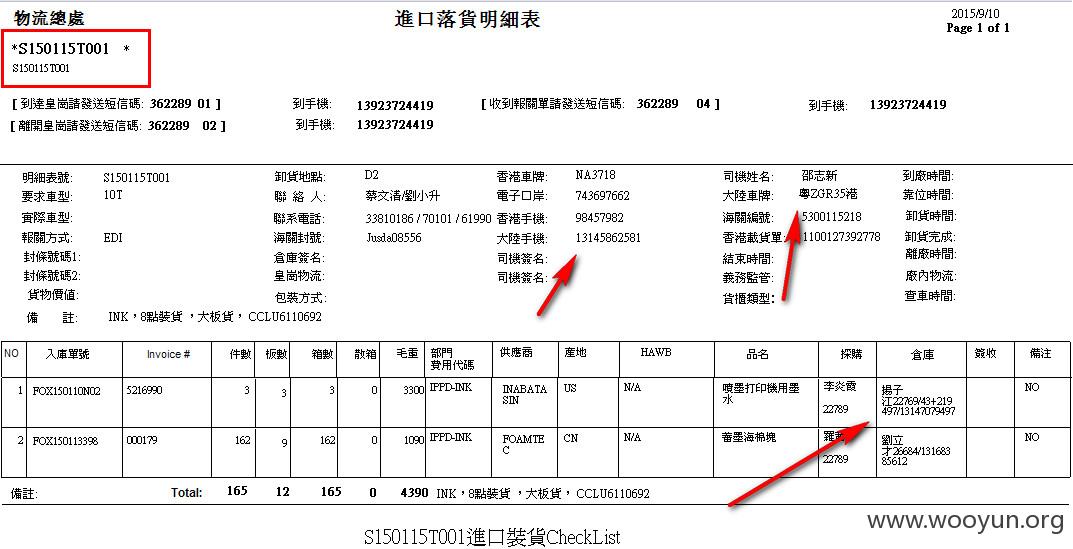 物流總處
進口落貨明細表
2015/9/10
Page 1 of 1
*S150115T001 *
S150115T001
[ 到達皇崗請發送短信碼: 362289 01 ] 到手機: 13923724419 [ 收到報關單請發送短信碼: 362289 04 ] 到手機: 13923724419
[ 離開皇崗請發送短信碼: 362289 02 ] 到手機: 13923724419
明細表號: S150115T001 卸貨地點: D2 香港車牌: NA3718 司機姓名: 邵志新 到廠時間:
要求車型: 10T 聯 絡 人: 蔡文潘/劉小升 電子口岸: 743697662 大陸車牌: 粵ZGR35港 靠位時間:
實際車型: 聯系電話: 33810186 / 70101 / 61990 香港手機: 98457982 海關編號: 5300115218 卸貨時間:
報關方式: EDI 海關封號: Jusda08556 大陸手機: 13145862581 香港載貨單: 1100127392778 卸貨完成:
封條號碼1: 倉庫簽名: 司機簽名: 結束時間: 離廠時間:
封條號碼2: 皇崗物流: 司機簽名: 義務監管: 廠內物流:
貨物價值: 包裝方式: 貨櫃類型: 查車時間:
備 註: INK，8點裝貨，大板貨，CCLU6110692
NO 入庫單號 Invoice # 件數 板數 箱數 散箱 毛重 部門 費用代碼 供應商 產地 HAWB 品名 採購 倉庫 簽收 備注
1 FOX150110N02 5216990 3 3 3 0 3300 IPPD-INK INABATA SIN US N/A 噴墨打印機用墨水 李炎霞 22789 揚子江22769/43+219497/13147079497 NO
2 FOX150113398 000179 162 9 162 0 1090 IPPD-INK FOAMTEC CN N/A 蓄墨海棉塊 羅 22789 劉立才26684/13168385612 NO
備註: Total: 165 12 165 0 4390 INK，8點裝貨，大板貨，CCLU6110692
www.wooyun.org
S150115T001進口裝貨CheckList